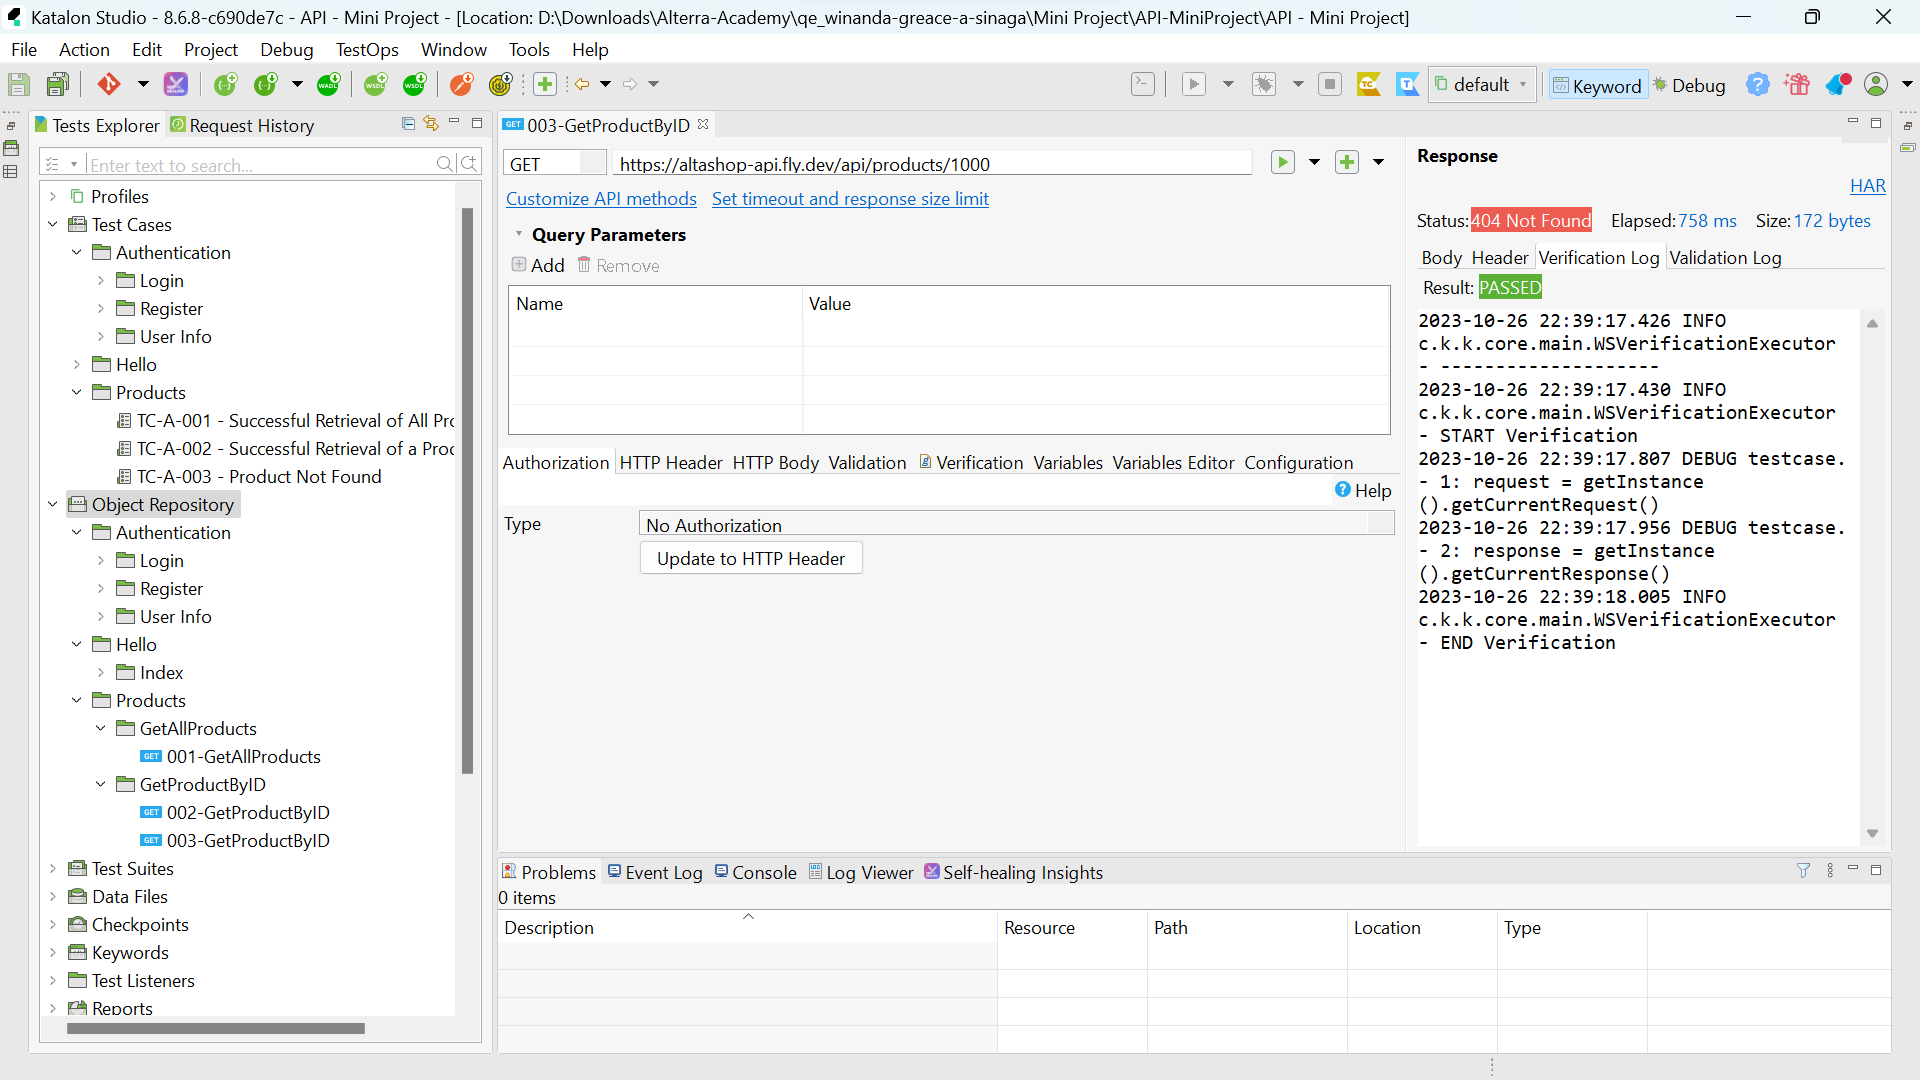 Katalon Studio - 8.6.8-c690de7c - API - Mini Project - [Location: D:\Downloads\Alterra-Academy\qe_winanda-greace-a-sinaga\Mini Project\API-MiniProject\API - Mini Project]
File Action Edit Project Debug TestOps Window Tools Help
default Keyword Debug
Tests Explorer Request History
Enter text to search...
Profiles
Test Cases
Authentication
Login
Register
User Info
Hello
Products
TC-A-001 - Successful Retrieval of All Pro
TC-A-002 - Successful Retrieval of a Proc
TC-A-003 - Product Not Found
Object Repository
Authentication
Login
Register
User Info
Hello
Index
Products
GetAllProducts
GET 001-GetAllProducts
GetProductByID
GET 002-GetProductByID
GET 003-GetProductByID
Test Suites
Data Files
Checkpoints
Keywords
Test Listeners
Reports
GET 003-GetProductByID
GET https://altashop-api.fly.dev/api/products/1000
Customize API methods Set timeout and response size limit
Query Parameters
Add Remove
Name Value
Authorization HTTP Header HTTP Body Validation Verification Variables Variables Editor Configuration
Help
Type No Authorization
Update to HTTP Header
Response
HAR
Status: 404 Not Found Elapsed: 758 ms Size: 172 bytes
Body Header Verification Log Validation Log
Result: PASSED
2023-10-26 22:39:17.426 INFO
c.k.k.core.main.WSVerificationExecutor
- --------------------
2023-10-26 22:39:17.430 INFO
c.k.k.core.main.WSVerificationExecutor
- START Verification
2023-10-26 22:39:17.807 DEBUG testcase.
- 1: request = getInstance
().getCurrentRequest()
2023-10-26 22:39:17.956 DEBUG testcase.
- 2: response = getInstance
().getCurrentResponse()
2023-10-26 22:39:18.005 INFO
c.k.k.core.main.WSVerificationExecutor
- END Verification
Problems Event Log Console Log Viewer Self-healing Insights
0 items
Description Resource Path Location Type